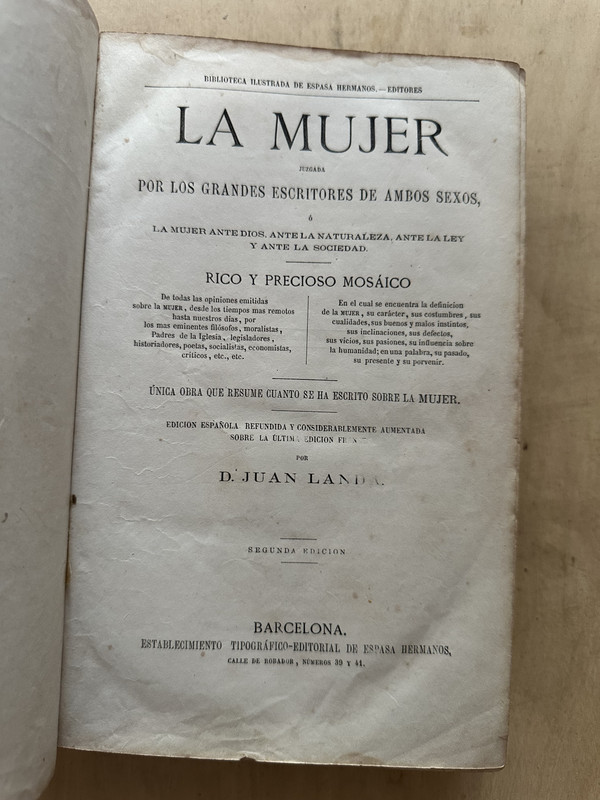 BIBLIOTECA ILUSTRADA DE ESPASA HERMANOS.—EDITORES
LA MUJER
JUZGADA
POR LOS GRANDES ESCRITORES DE AMBOS SEXOS,
ó
LA MUJER ANTE DIOS, ANTE LA NATURALEZA, ANTE LA LEY
Y ANTE LA SOCIEDAD.
RICO Y PRECIOSO MOSÁICO
De todas las opiniones emitidas
sobre la MUJER, desde los tiempos mas remotos
hasta nuestros dias, por
los mas eminentes filósofos, moralistas,
Padres de la Iglesia, legisladores,
historiadores, poetas, socialistas, economistas,
críticos, etc., etc.
En el cual se encuentra la definicion
de la MUJER, su carácter, sus costumbres, sus
cualidades, sus buenos y malos instintos,
sus inclinaciones, sus defectos,
sus vicios, sus pasiones, su influencia sobre
la humanidad; en una palabra, su pasado,
su presente y su porvenir.
ÚNICA OBRA QUE RESUME CUANTO SE HA ESCRITO SOBRE LA MUJER.
EDICION ESPAÑOLA REFUNDIDA Y CONSIDERABLEMENTE AUMENTADA
SOBRE LA ÚLTIMA EDICION
POR
D. JUAN LANDA.
SEGUNDA EDICION
BARCELONA.
ESTABLECIMIENTO TIPOGRÁFICO-EDITORIAL DE ESPASA HERMANOS,
CALLE DE ROBADOR, NÚMEROS 39 Y 41.